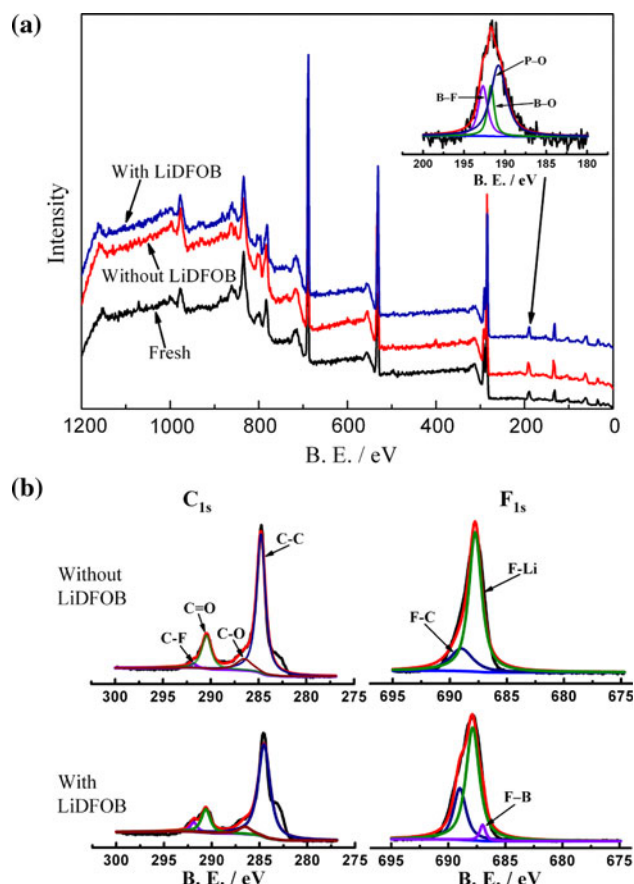 (a)
Intensity
With LiDFOB
Without LiDFOB
Fresh
P–O
B–F
B–O
200 195 190 185 180
B. E. / eV
1200 1000 800 600 400 200 0
B. E. / eV
(b)
C1s
F1s
Without
LiDFOB
C-C
C=O
C-F
C-O
F-Li
F-C
300 295 290 285 280 275
695 690 685 680 675
With
LiDFOB
F–B
300 295 290 285 280 275
695 690 685 680 675
B. E. / eV
B. E. / eV